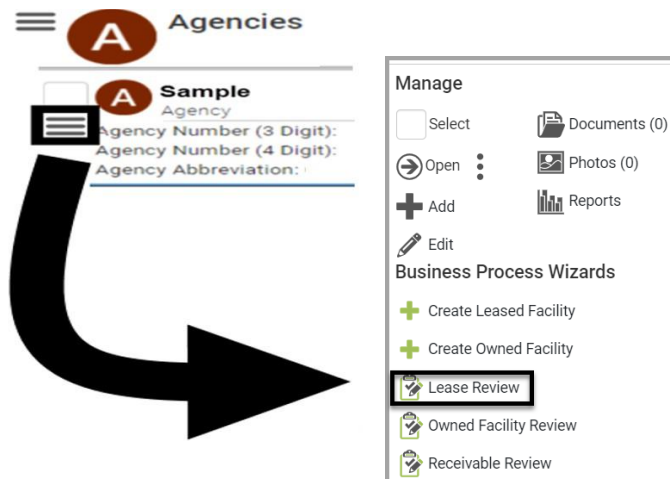 A Agencies
A Sample
Agency
Agency Number (3 Digit):
Agency Number (4 Digit):
Agency Abbreviation:
Manage
Select
Documents (0)
Open
Photos (0)
Add
Reports
Edit
Business Process Wizards
Create Leased Facility
Create Owned Facility
Lease Review
Owned Facility Review
Receivable Review